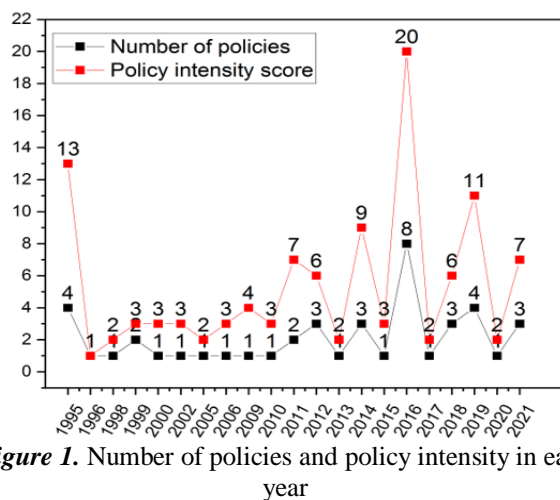 22
20
18
16
14
12
10
8
6
4
2
0
Number of policies
Policy intensity score
13 1 2 3 3 3 2 3 4 3 7 6 2 9 3 20 2 6 11 2 7
4 2 1 1 1 1 1 1 2 3 1 3 1 8 1 3 4 1 3
1995 1996 1998 1999 2000 2002 2005 2006 2009 2010 2011 2012 2013 2014 2015 2016 2017 2018 2019 2020 2021
igure 1. Number of policies and policy intensity in ea
year